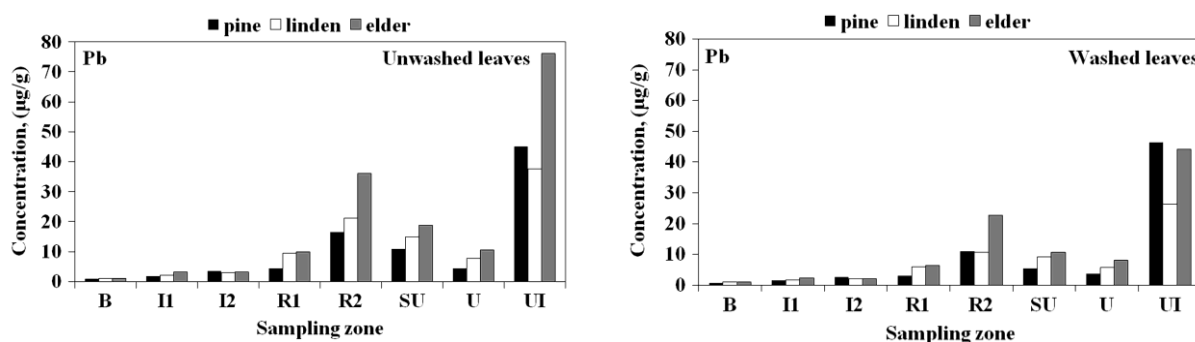 ■ pine □ linden ■ elder
Pb
Unwashed leaves
Concentration, (µg/g)
80
70
60
50
40
30
20
10
0
B I1 I2 R1 R2 SU U UI
Sampling zone
■ pine □ linden ■ elder
Pb
Washed leaves
Concentration, (µg/g)
80
70
60
50
40
30
20
10
0
B I1 I2 R1 R2 SU U UI
Sampling zone